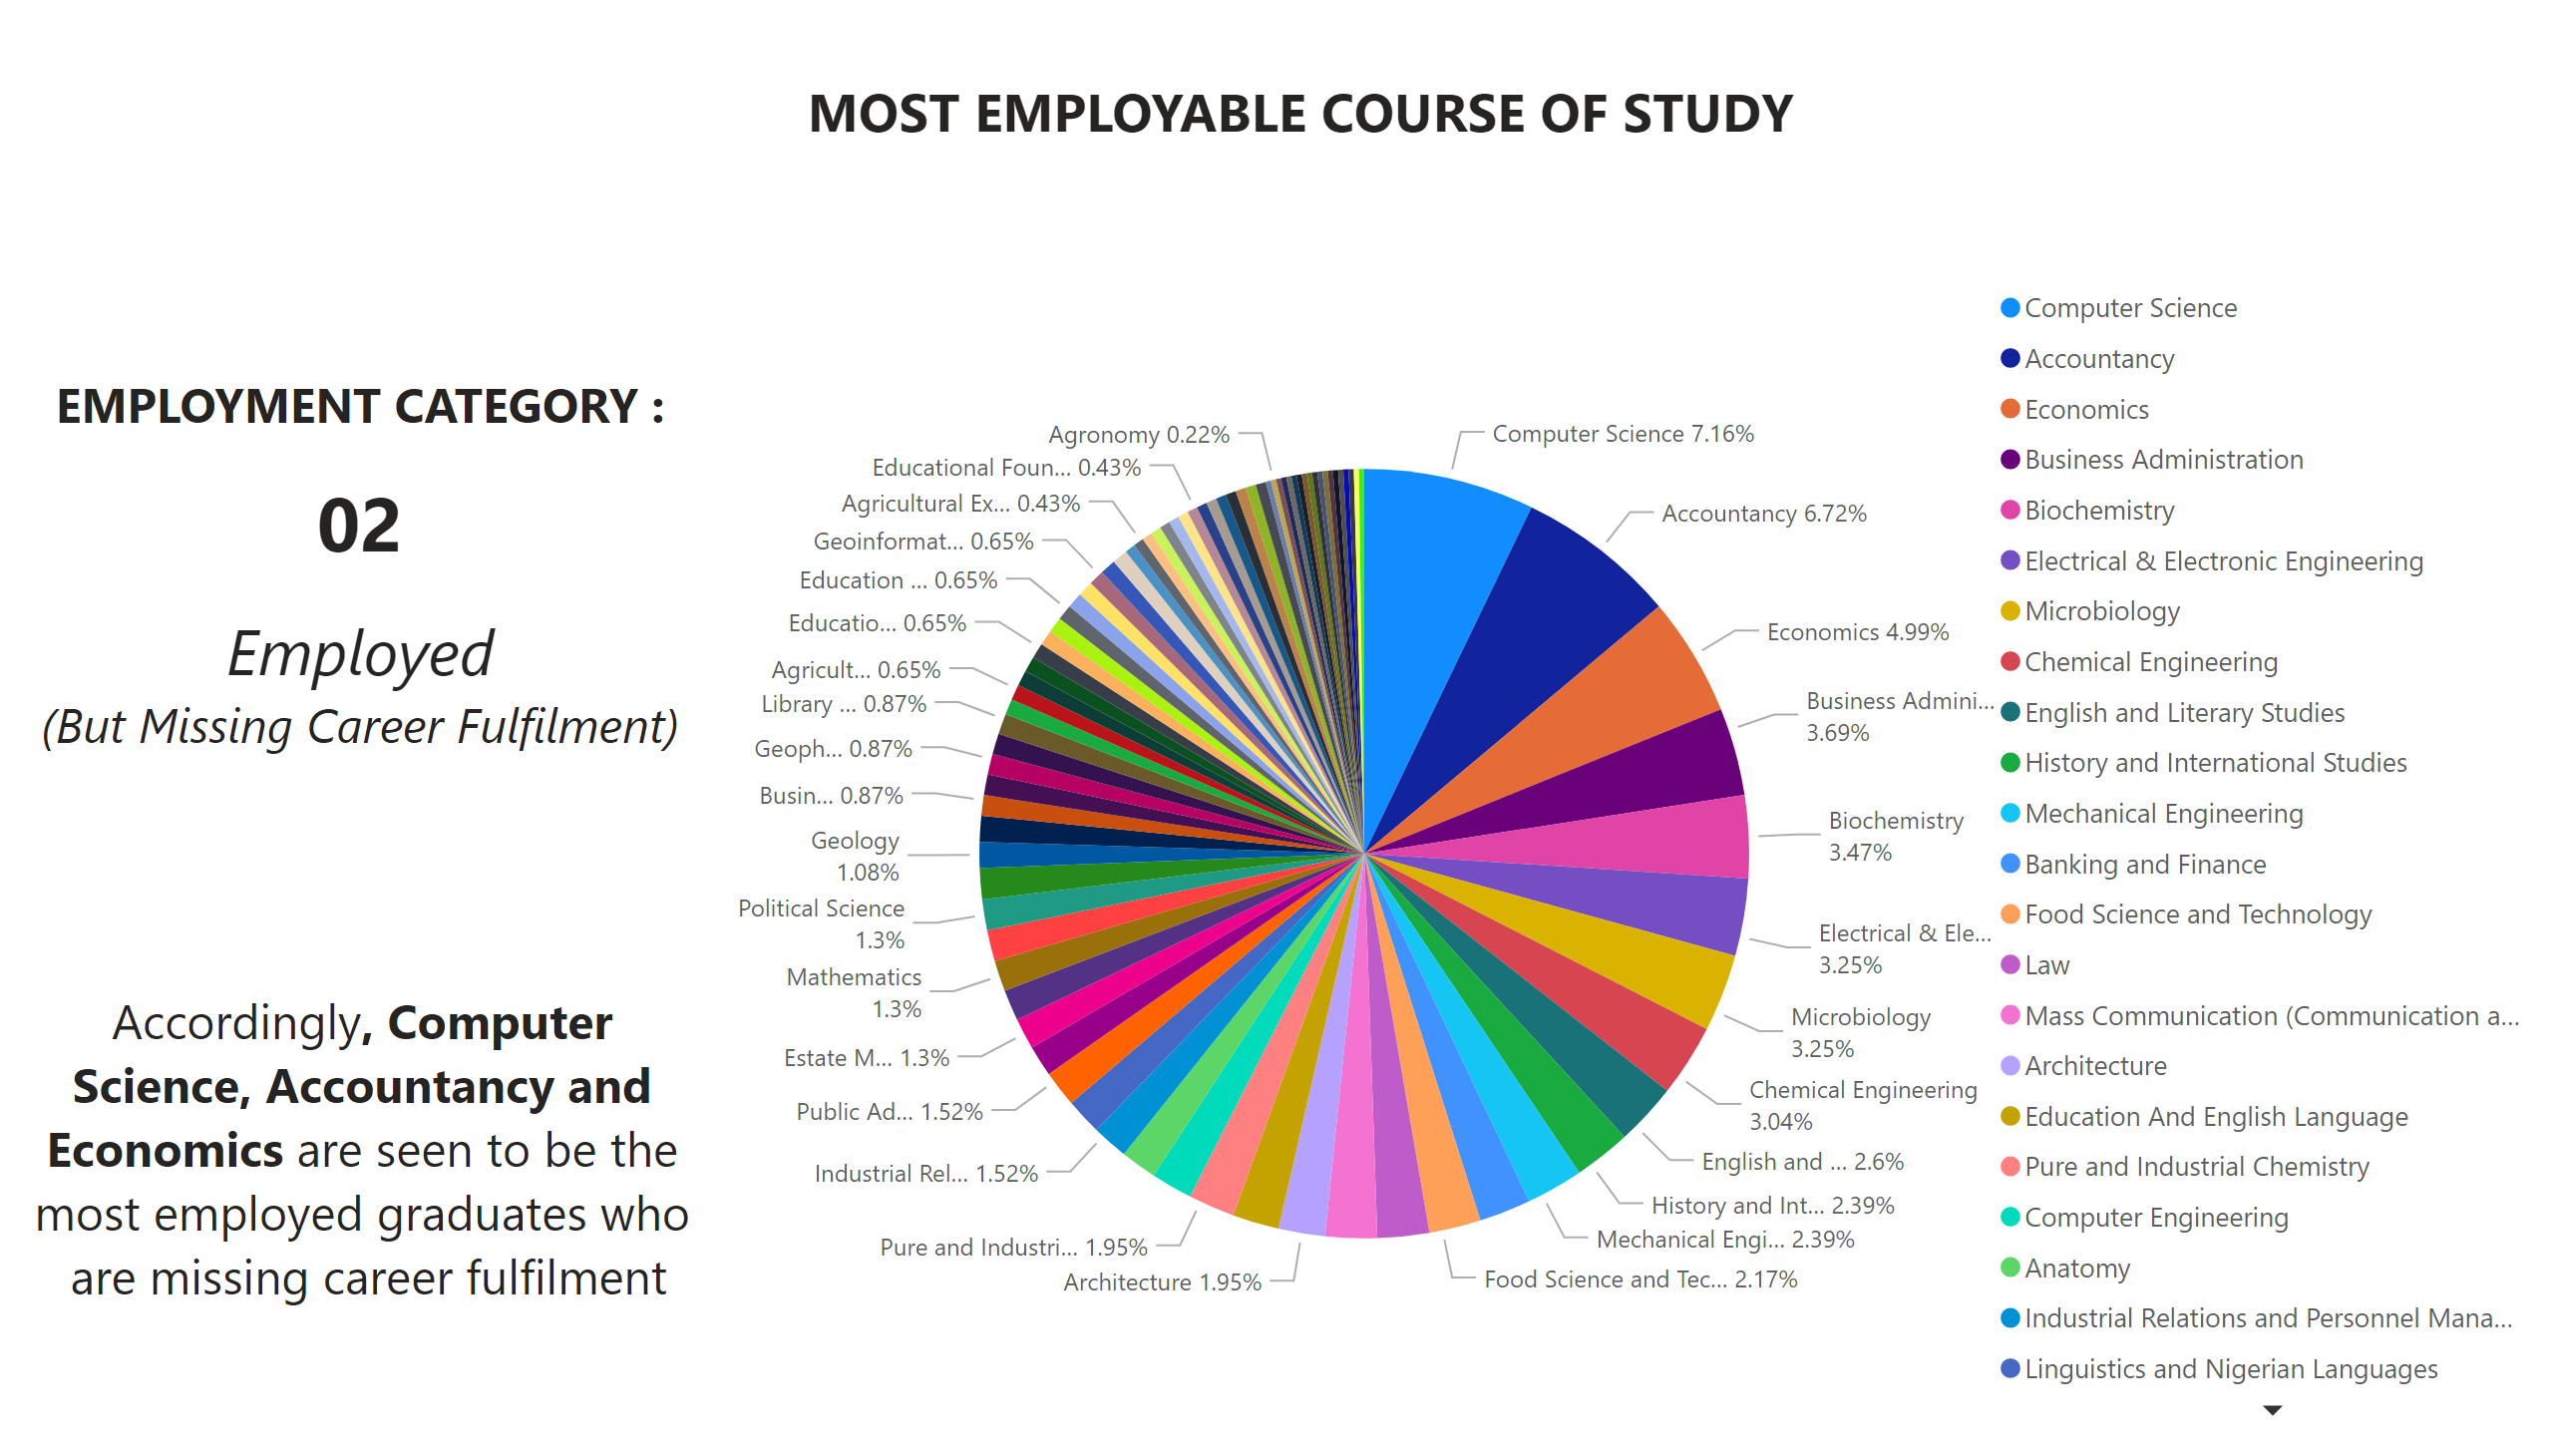 MOST EMPLOYABLE COURSE OF STUDY
EMPLOYMENT CATEGORY :
02
Employed
(But Missing Career Fulfilment)
Accordingly, Computer
Science, Accountancy and
Economics are seen to be the
most employed graduates who
are missing career fulfilment
Computer Science 7.16%
Accountancy 6.72%
Economics 4.99%
Business Admini...
3.69%
Biochemistry
3.47%
Electrical & Ele...
3.25%
Microbiology
3.25%
Chemical Engineering
3.04%
English and ... 2.6%
History and Int... 2.39%
Mechanical Engi... 2.39%
Food Science and Tec... 2.17%
Architecture 1.95%
Pure and Industri... 1.95%
Industrial Rel... 1.52%
Public Ad... 1.52%
Estate M... 1.3%
Mathematics
1.3%
Political Science
1.3%
Geology
1.08%
Busin... 0.87%
Geoph... 0.87%
Library ... 0.87%
Agricult... 0.65%
Educatio... 0.65%
Education ... 0.65%
Geoinformat... 0.65%
Agricultural Ex... 0.43%
Educational Foun... 0.43%
Agronomy 0.22%
Computer Science
Accountancy
Economics
Business Administration
Biochemistry
Electrical & Electronic Engineering
Microbiology
Chemical Engineering
English and Literary Studies
History and International Studies
Mechanical Engineering
Banking and Finance
Food Science and Technology
Law
Mass Communication (Communication a...
Architecture
Education And English Language
Pure and Industrial Chemistry
Computer Engineering
Anatomy
Industrial Relations and Personnel Mana...
Linguistics and Nigerian Languages